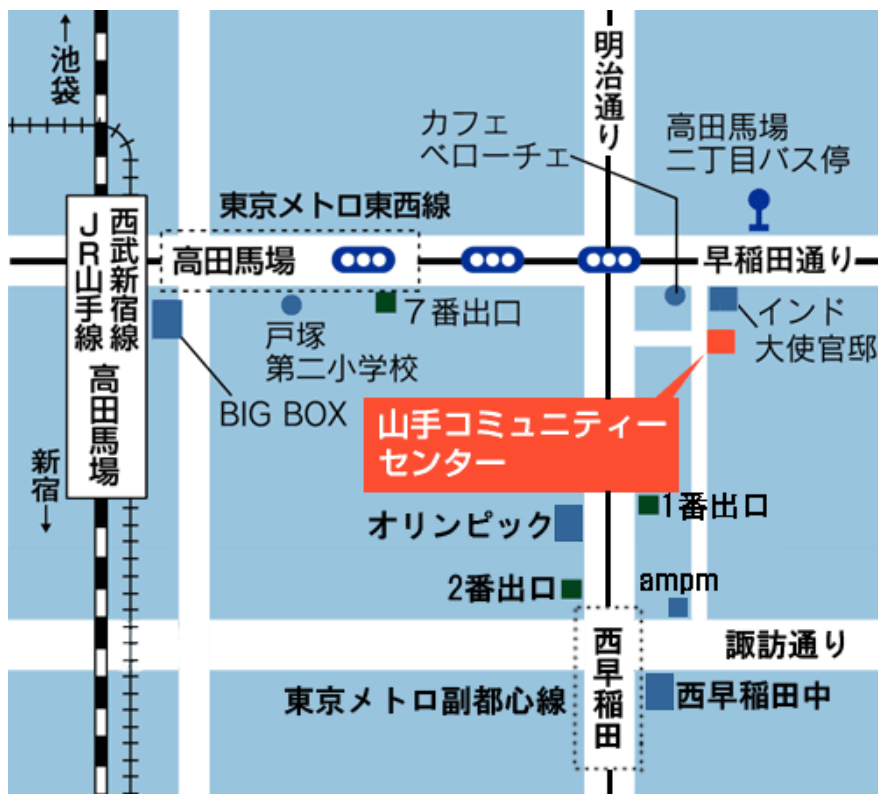 ←池袋
明治通り
カフェ
ベローチェ
高田馬場
二丁目バス停
東京メトロ東西線
高田馬場
早稲田通り
西武新宿線
JR山手線
高田馬場
７番出口
戸塚
第二小学校
BIG BOX
インド
大使官邸
山手コミュニティー
センター
新宿→
1番出口
オリンピック
2番出口
ampm
西早稲田
諏訪通り
東京メトロ副都心線
西早稲田中